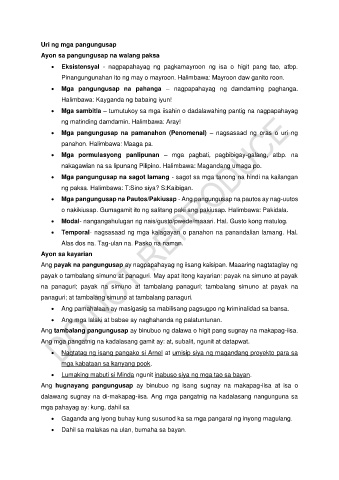 Uri ng mga pangungusap
Ayon sa pangungusap na walang paksa
• Eksistensyal - nagpapahayag ng pagkamayroon ng isa o higit pang tao, atbp.
Pinangungunahan ito ng may o mayroon. Halimbawa: Mayroon daw ganito roon.
• Mga pangungusap na pahanga – nagpapahayag ng damdaming paghanga.
Halimbawa: Kayganda ng babaing iyun!
• Mga sambitla – tumutukoy sa mga iisahin o dadalawahing pantig na nagpapahayag
ng matinding damdamin. Halimbawa: Aray!
• Mga pangungusap na pamanahon (Penomenal) – nagsasaad ng oras o uri ng
panahon. Halimbawa: Maaga pa.
• Mga pormulasyong panlipunan – mga pagbati, pagbibigay-galang, atbp. na
nakagawian na sa lipunang Pilipino. Halimbawa: Magandang umaga po.
• Mga pangungusap na sagot lamang - sagot sa mga tanong na hindi na kailangan
ng paksa. Halimbawa: T:Sino siya? S:Kaibigan.
• Mga pangungusap na Pautos/Pakiusap - Ang pangungusap na pautos ay nag-uutos
o nakikiusap. Gumagamit ito ng salitang paki ang pakiusap. Halimbawa: Pakidala.
• Modal- nangangahulugan ng nais/gusto/pwede/maaari. Hal. Gusto kong matulog.
• Temporal- nagsasaad ng mga kalagayan o panahon na panandalian lamang. Hal.
Alas dos na. Tag-ulan na. Pasko na naman.
Ayon sa kayarian
Ang payak na pangungusap ay nagpapahayag ng iisang kaisipan. Maaaring nagtataglay ng
payak o tambalang simuno at panaguri. May apat itong kayarian: payak na simuno at payak
na panaguri; payak na simuno at tambalang panaguri; tambalang simuno at payak na
panaguri; at tambalang simuno at tambalang panaguri.
• Ang pamahalaan ay masigasig sa mabilisang pagsugpo ng kriminalidad sa bansa.
• Ang mga lalaki at babae ay naghahanda ng palatuntunan.
Ang tambalang pangungusap ay binubuo ng dalawa o higit pang sugnay na makapag-iisa.
Ang mga pangatnig na kadalasang gamit ay: at, subalit, ngunit at datapwat.
• Nagtatag ng isang pangako si Arnel at umisip siya ng magandang proyekto para sa
mga kabataan sa kanyang pook.
• Lumaking mabuti si Minda ngunit inabuso siya ng mga tao sa bayan.
Ang hugnayang pangungusap ay binubuo ng isang sugnay na makapag-iisa at isa o
dalawang sugnay na di-makapag-iisa. Ang mga pangatnig na kadalasang nangunguna sa
mga pahayag ay: kung, dahil sa
• Gaganda ang iyong buhay kung susunod ka sa mga pangaral ng inyong magulang.
• Dahil sa malakas na ulan, bumaha sa bayan.